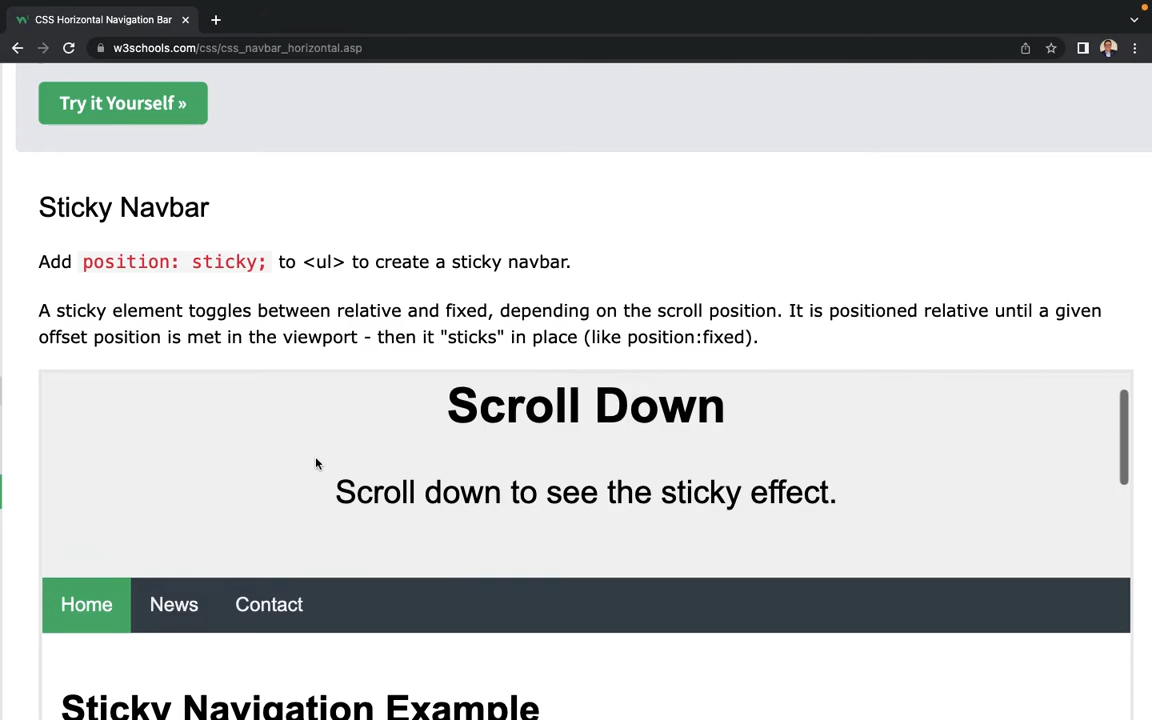 CSS Horizontal Navigation Bar
w3schools.com/css/css_navbar_horizontal.asp
Try it Yourself »
Sticky Navbar
Add position: sticky; to <ul> to create a sticky navbar.
A sticky element toggles between relative and fixed, depending on the scroll position. It is positioned relative until a given
offset position is met in the viewport - then it "sticks" in place (like position:fixed).
Scroll Down
Scroll down to see the sticky effect.
Home News Contact
Sticky Navigation Example